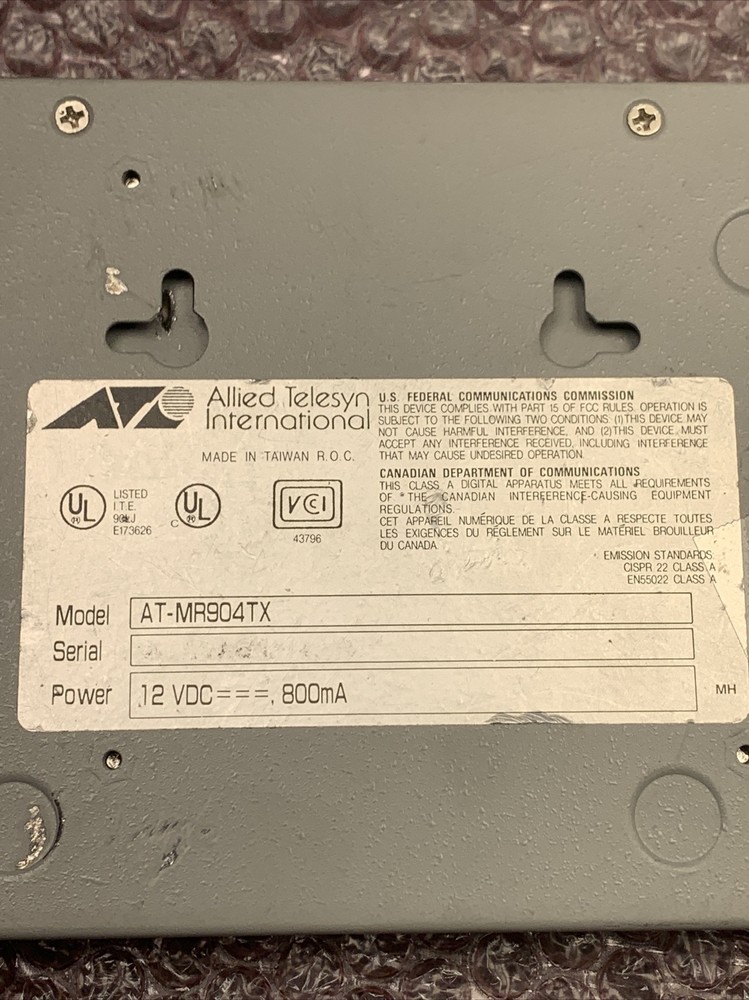 ATI Allied Telesyn
International
MADE IN TAIWAN R.O.C.
UL
LISTED
I.T.E.
E173626
C UL
VCI
43796
U.S. FEDERAL COMMUNICATIONS COMMISSION
THIS DEVICE COMPLIES WITH PART 15 OF FCC RULES. OPERATION IS
SUBJECT TO THE FOLLOWING TWO CONDITIONS: (1)THIS DEVICE MAY
NOT CAUSE HARMFUL INTERFERENCE, AND (2)THIS DEVICE MUST
ACCEPT ANY INTERFERENCE RECEIVED, INCLUDING INTERFERENCE
THAT MAY CAUSE UNDESIRED OPERATION.
CANADIAN DEPARTMENT OF COMMUNICATIONS
THIS CLASS A DIGITAL APPARATUS MEETS ALL REQUIREMENTS
OF THE CANADIAN INTERFERENCE-CAUSING EQUIPMENT
REGULATIONS.
CET APPAREIL NUMÉRIQUE DE LA CLASSE A RESPECTE TOUTES
LES EXIGENCES DU RÉGLEMENT SUR LE MATÉRIEL BROUILLEUR
DU CANADA
EMISSION STANDARDS
CISPR 22 CLASS A
EN55022 CLASS A
Model AT-MR904TX
Serial
Power 12 VDC===, 800mA
MH